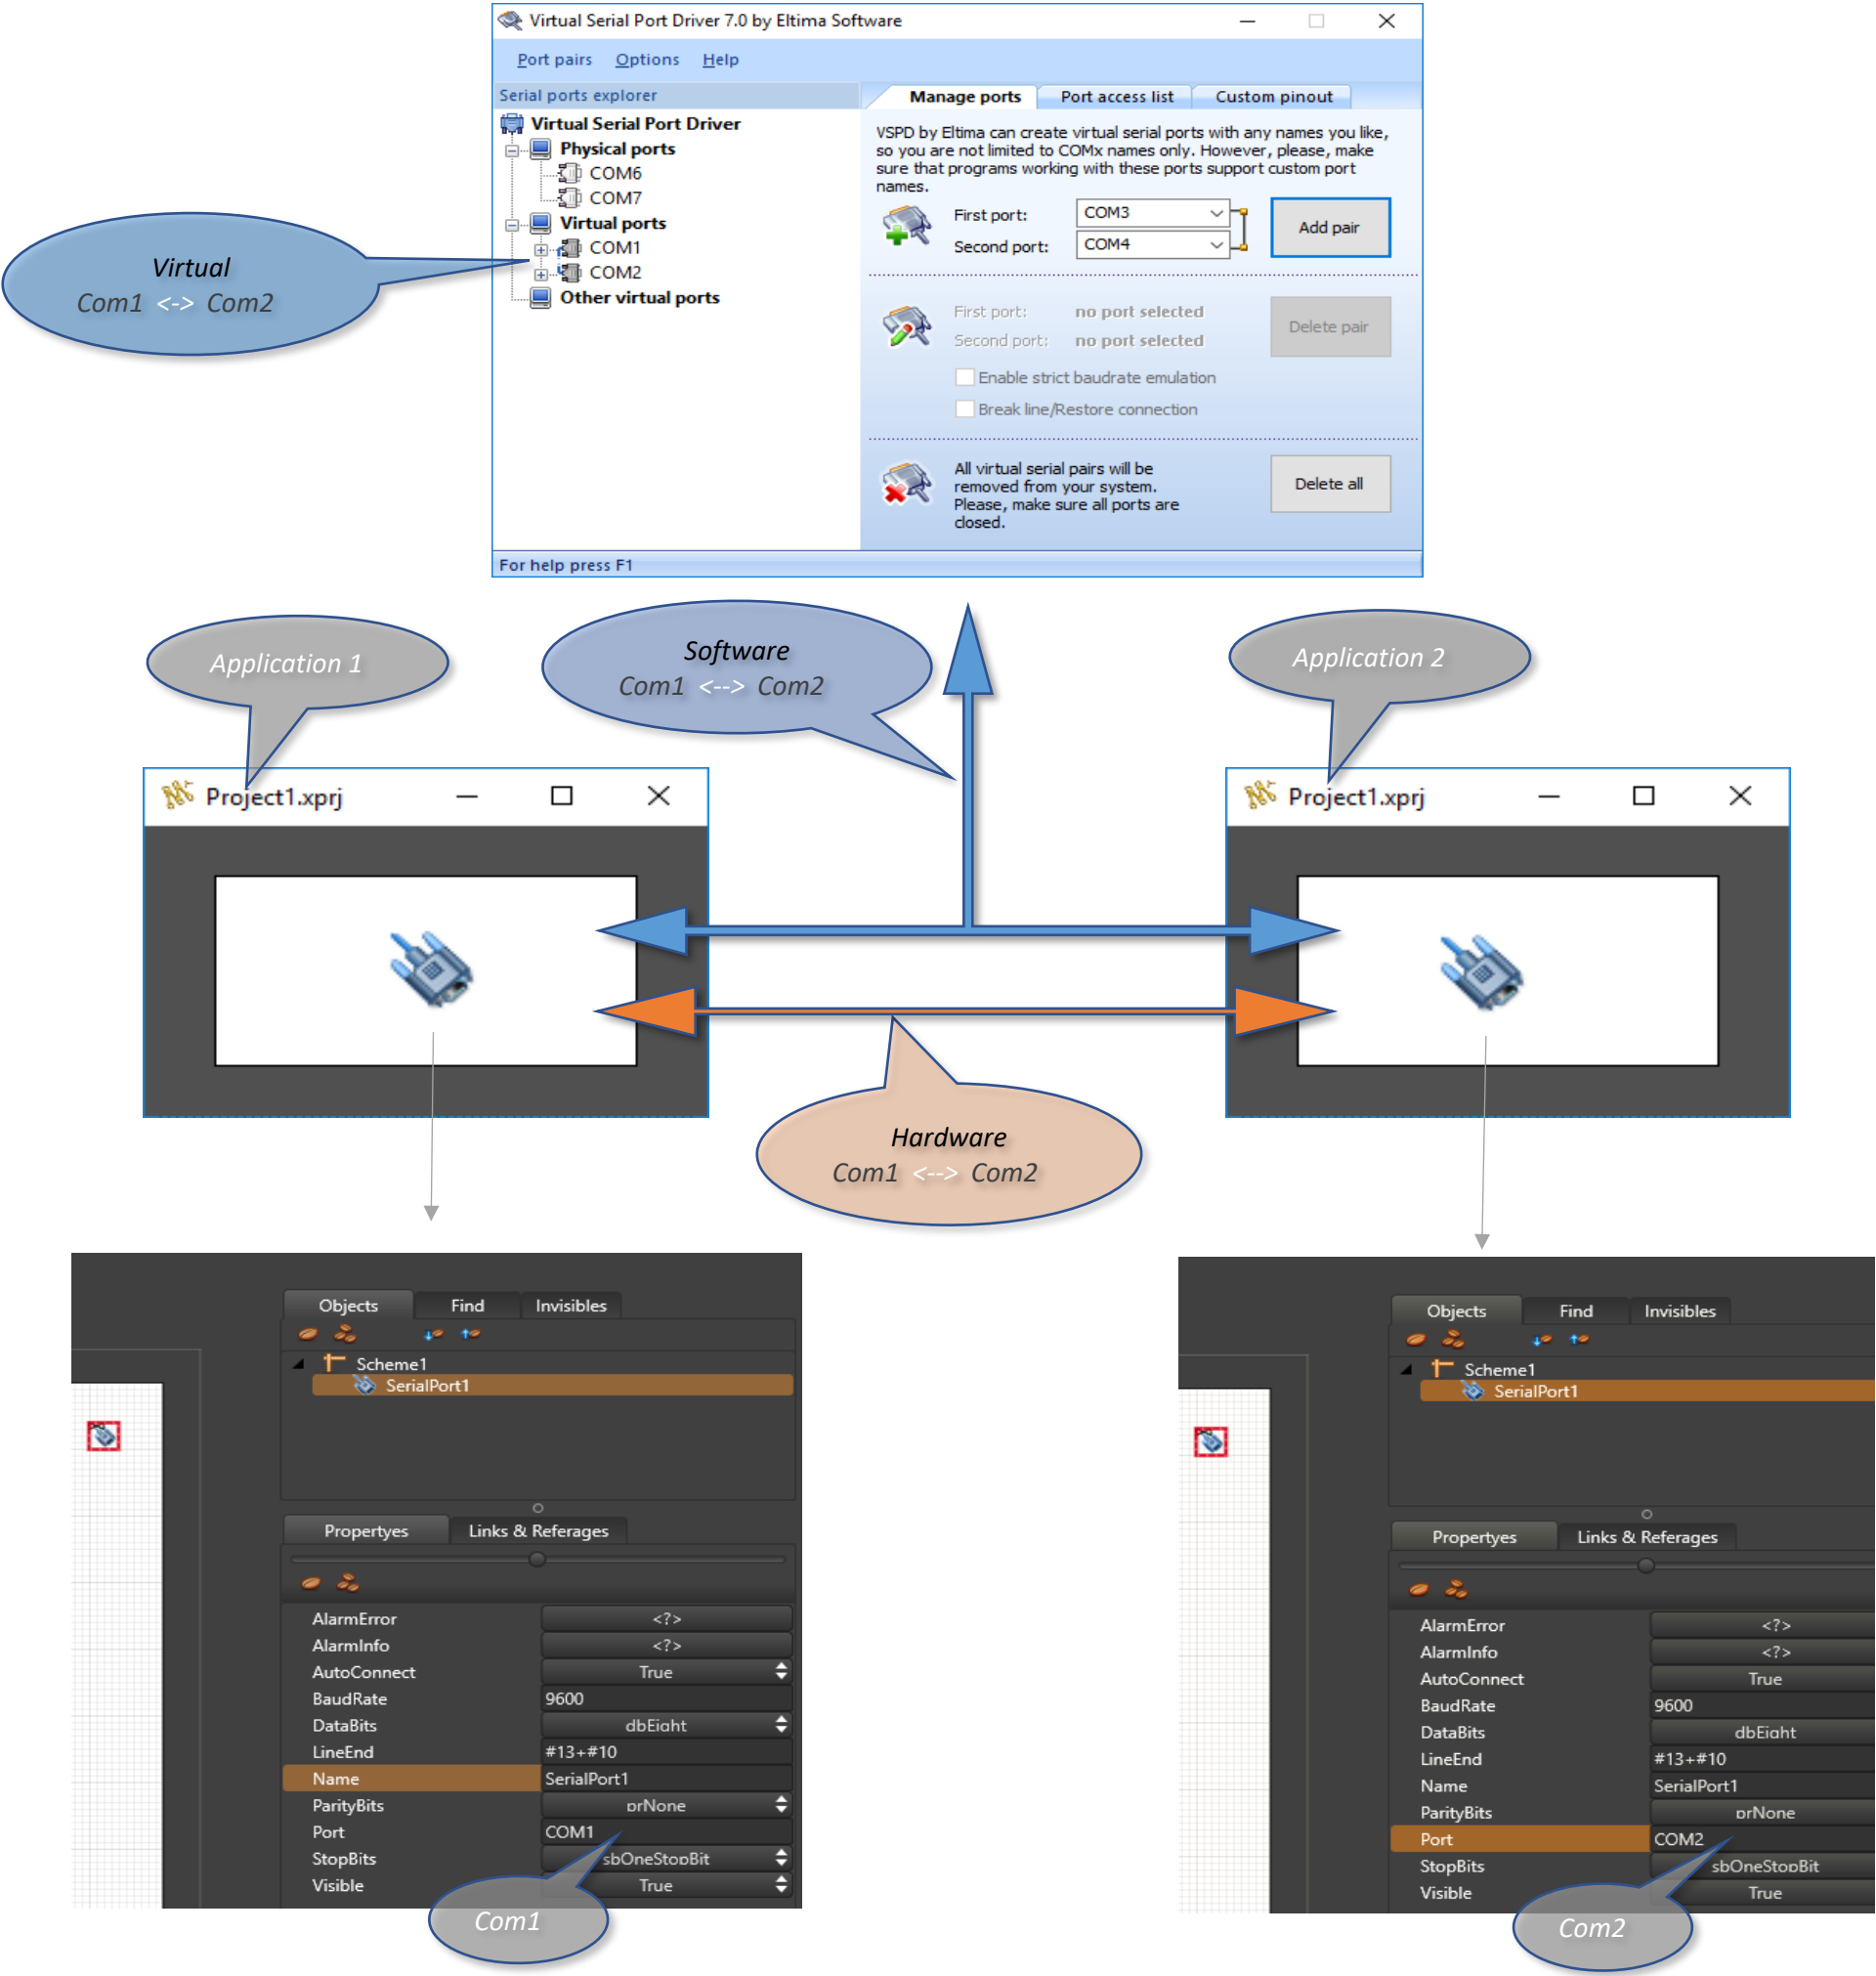 Virtual Serial Port Driver 7.0 by Eltima Software
Port pairs Options Help
Serial ports explorer
Manage ports Port access list Custom pinout
Virtual Serial Port Driver
Physical ports
COM6
COM7
Virtual ports
COM1
COM2
Other virtual ports
VSPD by Eltima can create virtual serial ports with any names you like,
so you are not limited to COMx names only. However, please, make
sure that programs working with these ports support custom port
names.
First port: COM3
Second port: COM4
Add pair
First port: no port selected
Second port: no port selected
Delete pair
Enable strict baudrate emulation
Break line/Restore connection
All virtual serial pairs will be
removed from your system.
Please, make sure all ports are
closed.
Delete all
For help press F1
Virtual
Com1 <-> Com2
Application 1
Software
Com1 <--> Com2
Application 2
Project1.xprj
Project1.xprj
Hardware
Com1 <--> Com2
Objects Find Invisibles
Scheme1
SerialPort1
Propertyes Links & Referages
AlarmError <?>
AlarmInfo <?>
AutoConnect True
BaudRate 9600
DataBits dbEight
LineEnd #13+#10
Name SerialPort1
ParityBits prNone
Port COM1
StopBits sbOneStopBit
Visible True
Com1
Objects Find Invisibles
Scheme1
SerialPort1
Propertyes Links & Referages
AlarmError <?>
AlarmInfo <?>
AutoConnect True
BaudRate 9600
DataBits dbEight
LineEnd #13+#10
Name SerialPort1
ParityBits prNone
Port COM2
StopBits sbOneStopBit
Visible True
Com2